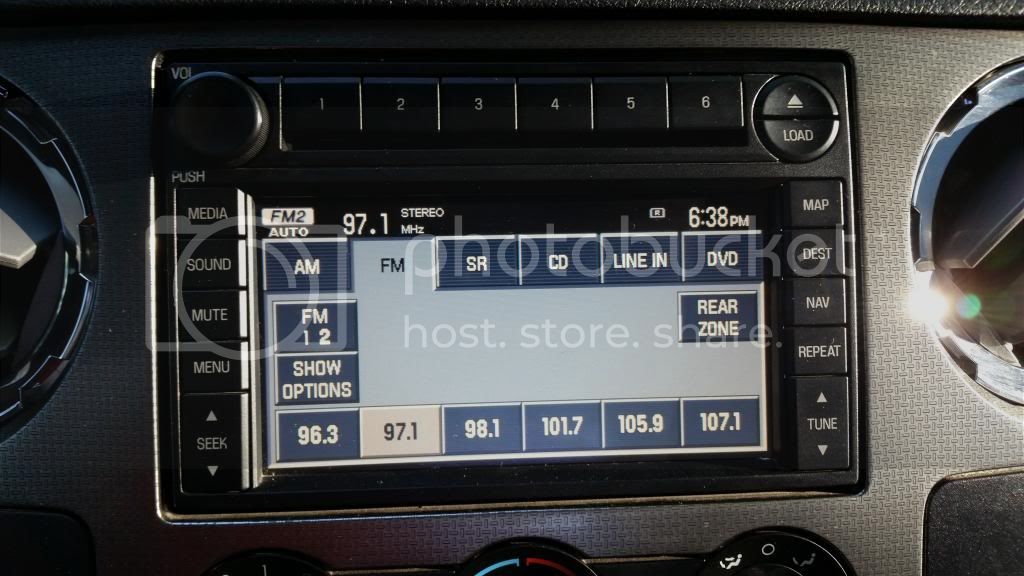 VOL
1 2 3 4 5 6
LOAD
PUSH
MEDIA
SOUND
MUTE
MENU
SEEK
FM2
AUTO
97.1
STEREO
MHz
R
6:38PM
AM FM SR CD LINE IN DVD
FM
1 2
SHOW
OPTIONS
REAR
ZONE
96.3 97.1 98.1 101.7 105.9 107.1
MAP
DEST
NAV
REPEAT
TUNE
photobucket
host. store. share.